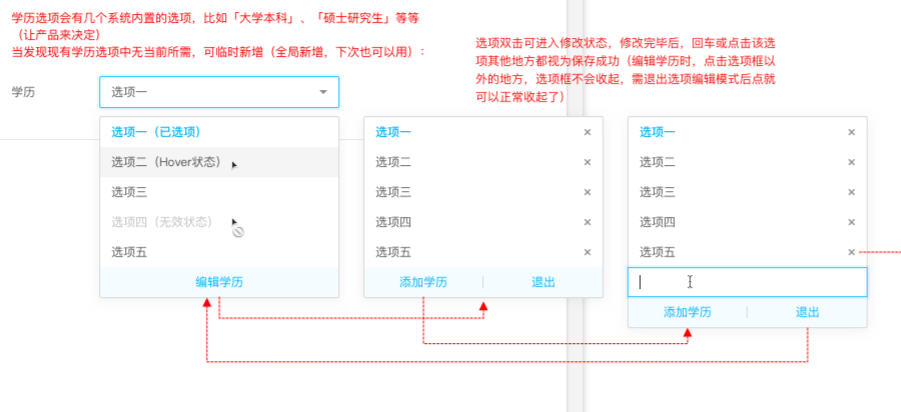 学历选项会有几个系统内置的选项，比如「大学本科」、「硕士研究生」等等
（让产品来决定）
当发现现有学历选项中无当前所需，可临时新增（全局新增，下次也可以用）：
选项双击可进入修改状态，修改完毕后，回车或点击该选
项其他地方都视为保存成功（编辑学历时，点击选项框以
外的地方，选项框不会收起，需退出选项编辑模式后点就
可以正常收起了）
学历
选项一
选项一（已选项）
选项二（Hover状态）
选项三
选项四（无效状态）
选项五
编辑学历
选项一 ×
选项二 ×
选项三 ×
选项四 ×
选项五 ×
添加学历 | 退出
选项一 ×
选项二 ×
选项三 ×
选项四 ×
选项五 ×
添加学历 | 退出